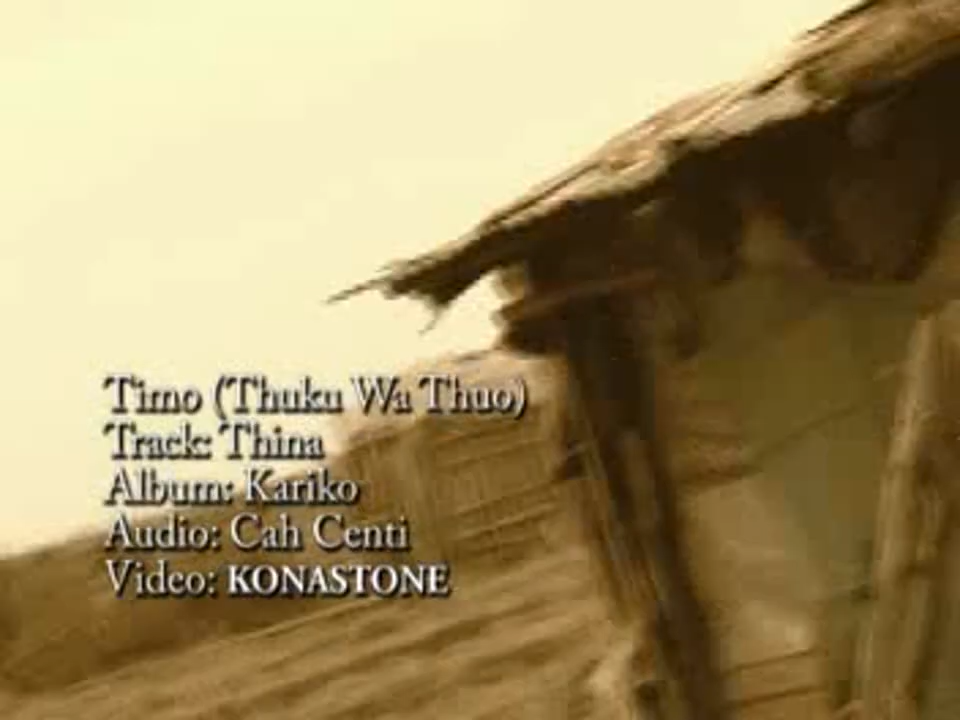 Timo (Thuku Wa Thuo)
Track: Thina
Album: Kariko
Audio: Cah Centi
Video: KONASTONE